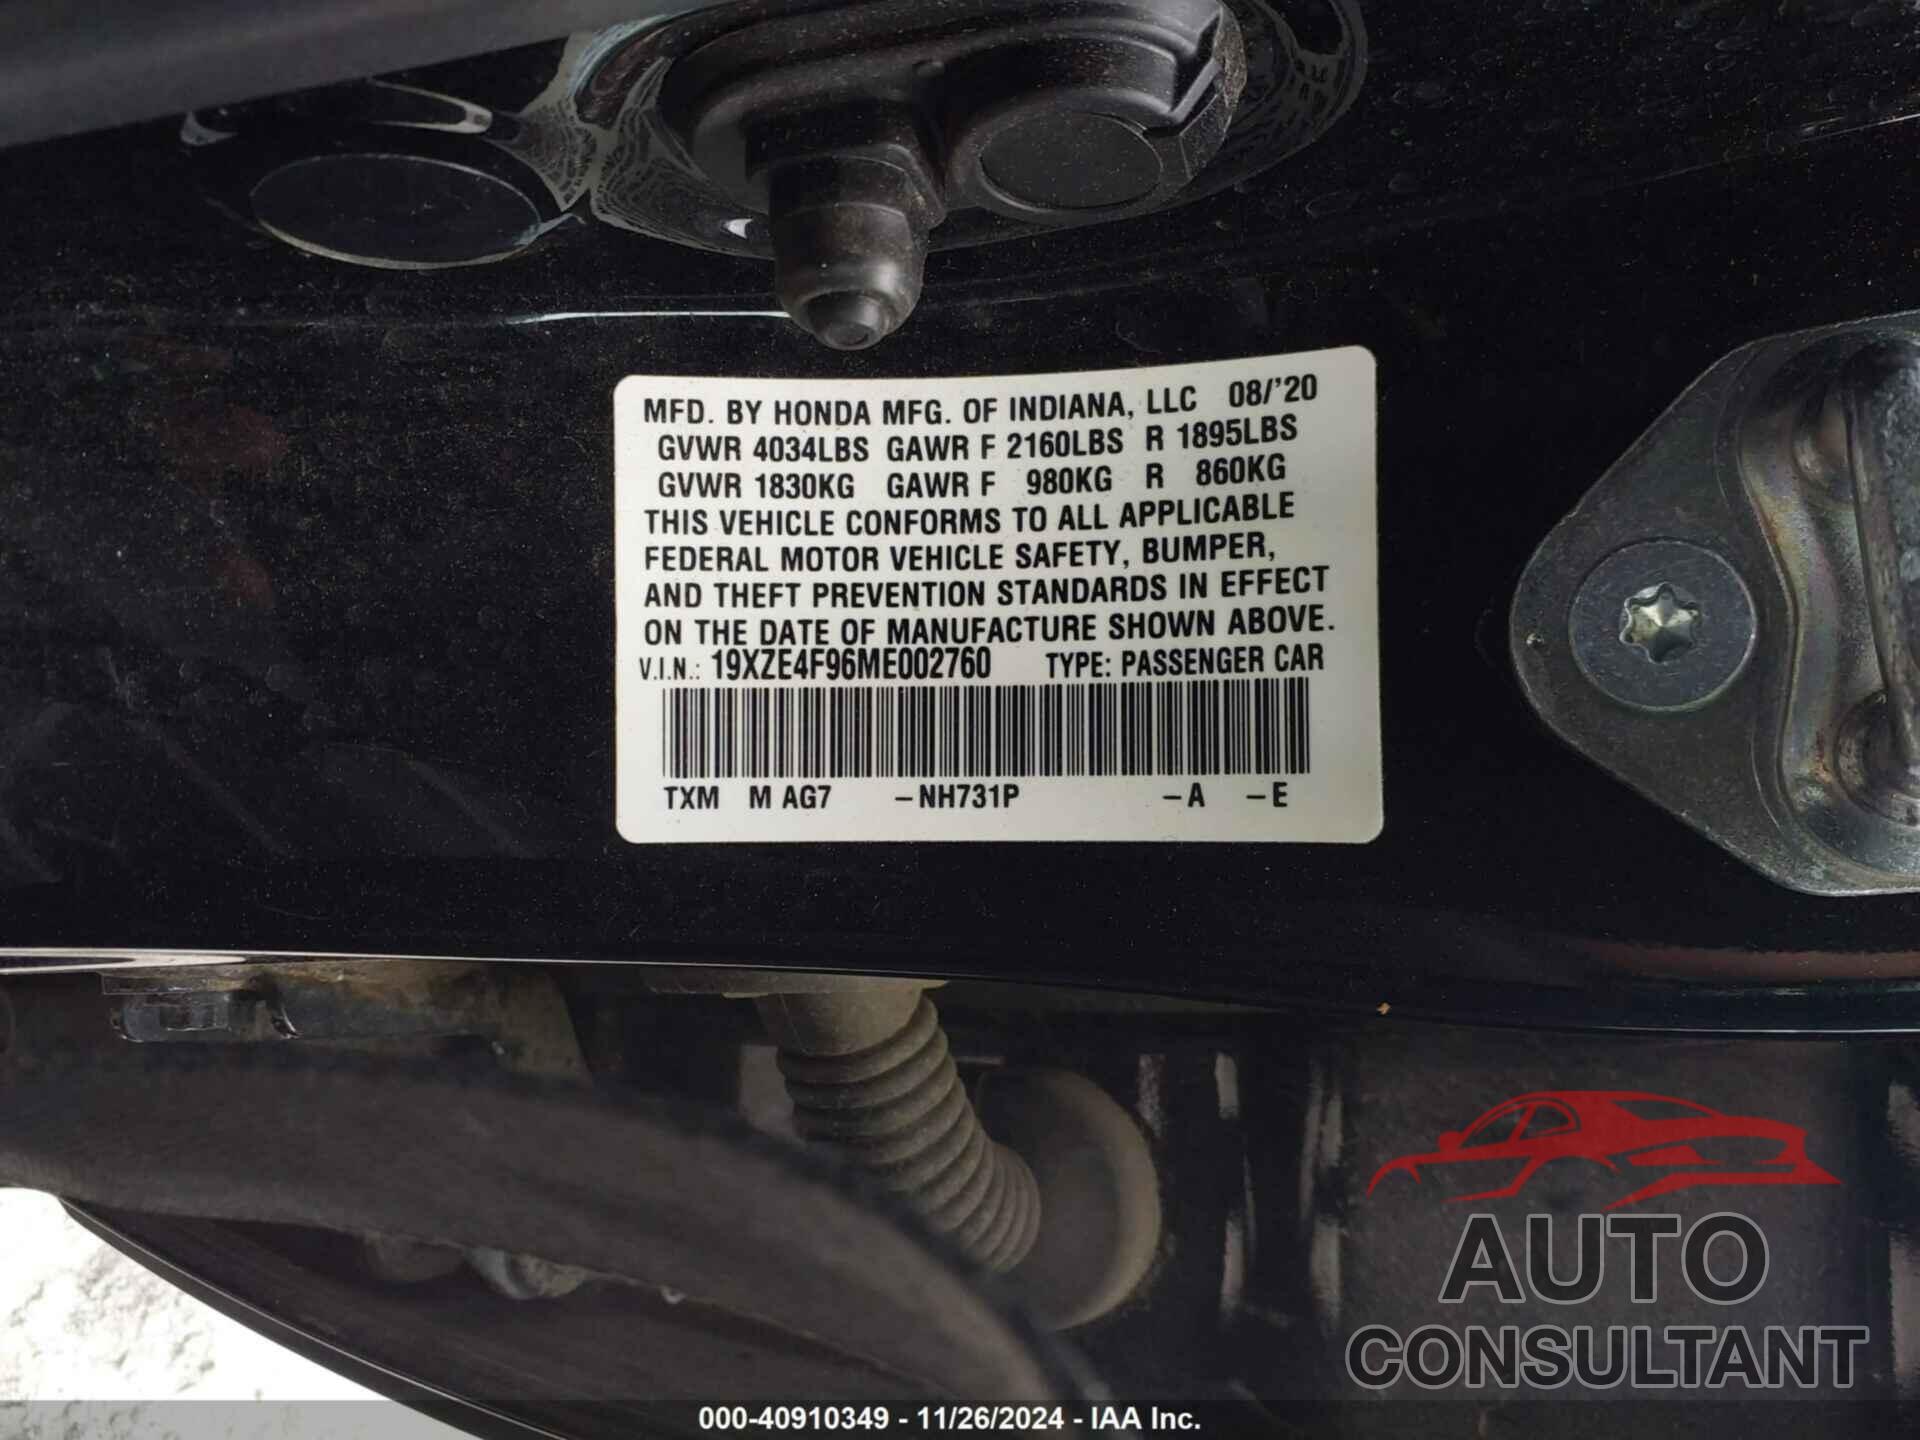 MFD. BY HONDA MFG. OF INDIANA, LLC 08/'20
GVWR 4034LBS GAWR F 2160LBS R 1895LBS
GVWR 1830KG GAWR F 980KG R 860KG
THIS VEHICLE CONFORMS TO ALL APPLICABLE
FEDERAL MOTOR VEHICLE SAFETY, BUMPER,
AND THEFT PREVENTION STANDARDS IN EFFECT
ON THE DATE OF MANUFACTURE SHOWN ABOVE.
V.I.N.: 19XZE4F96ME002760 TYPE: PASSENGER CAR
TXM M AG7 -NH731P -A -E
AUTO
CONSULTANT
000-40910349 - 11/26/2024 - IAA Inc.